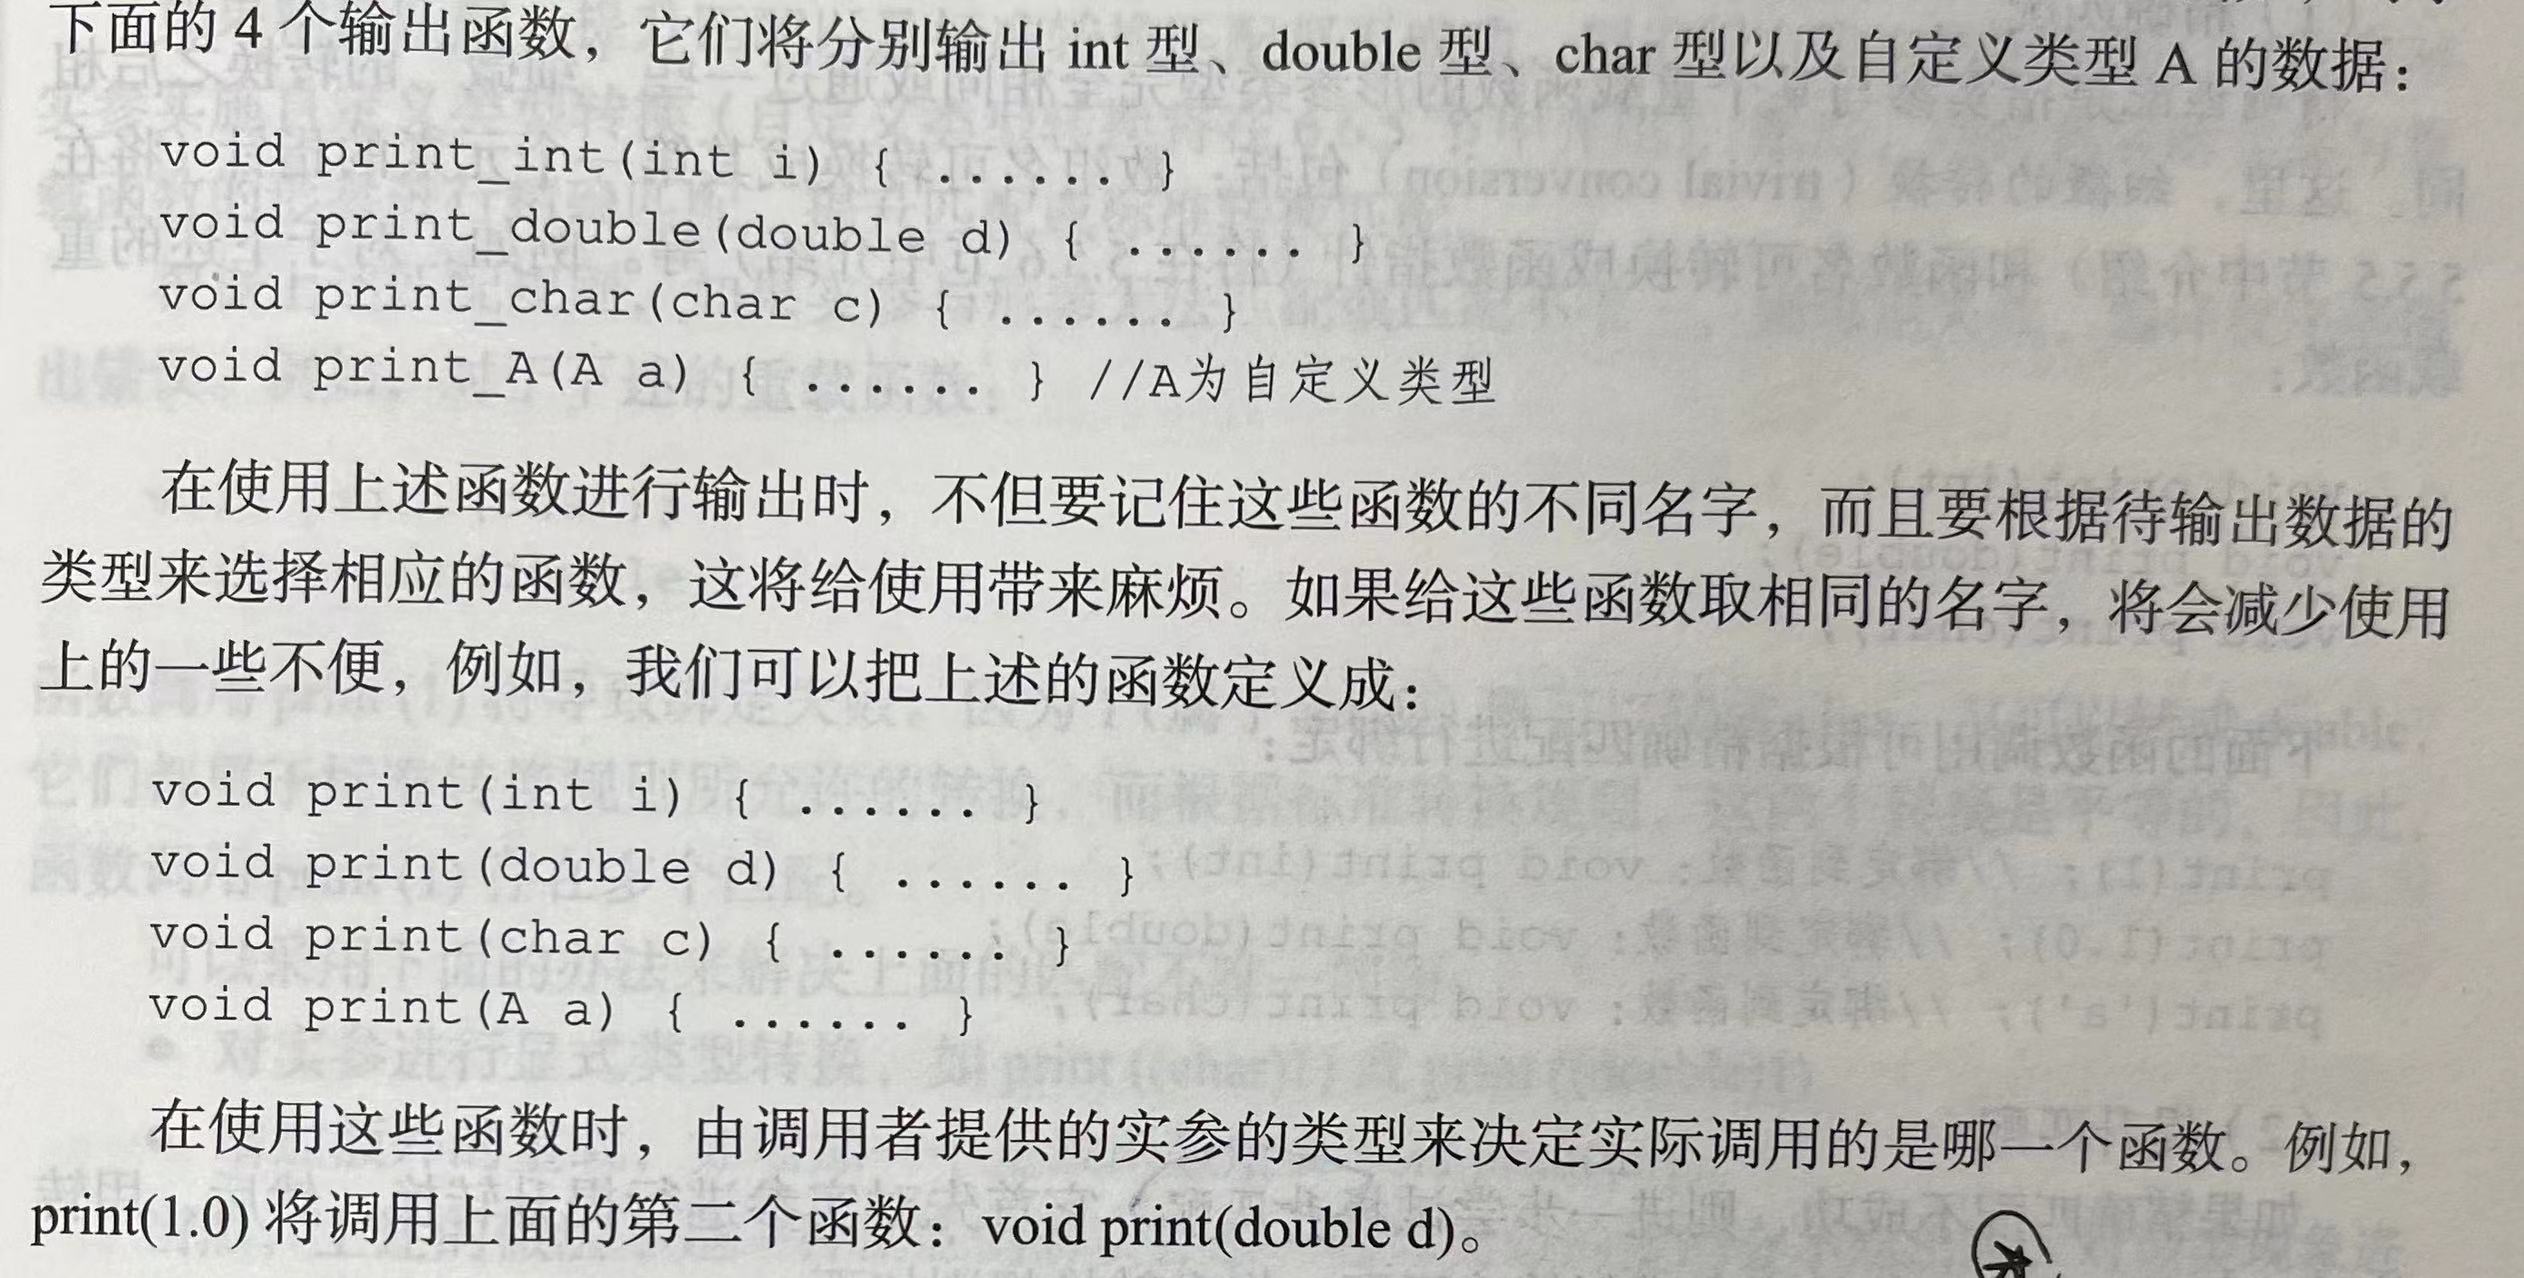 下面的 4 个输出函数，它们将分别输出 int 型、double 型、char 型以及自定义类型 A 的数据：
void print_int(int i) { ...... }
void print_double(double d) { ...... }
void print_char(char c) { ...... }
void print_A(A a) { ...... } //A为自定义类型
在使用上述函数进行输出时，不但要记住这些函数的不同名字，而且要根据待输出数据的
类型来选择相应的函数，这将给使用带来麻烦。如果给这些函数取相同的名字，将会减少使用
上的一些不便，例如，我们可以把上述的函数定义成：
void print(int i) { ...... }
void print(double d) { ...... }
void print(char c) { ...... }
void print(A a) { ...... }
在使用这些函数时，由调用者提供的实参的类型来决定实际调用的是哪一个函数。例如，
print(1.0) 将调用上面的第二个函数：void print(double d)。